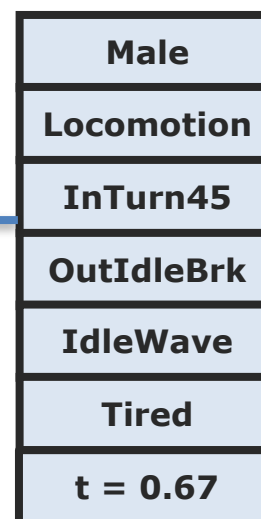 Male
Locomotion
InTurn45
OutIdleBrk
IdleWave
Tired
t = 0.67